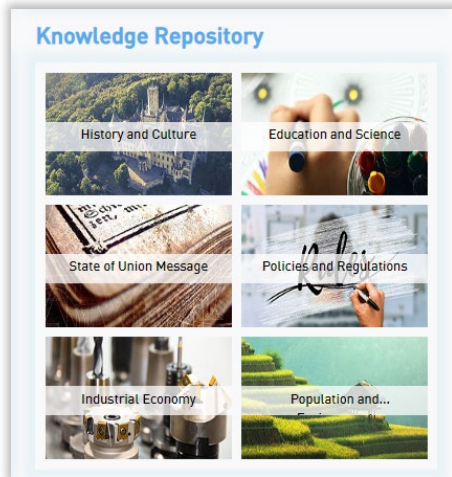 Knowledge Repository
History and Culture
Education and Science
State of Union Message
Policies and Regulations
Rules
Industrial Economy
Population and...